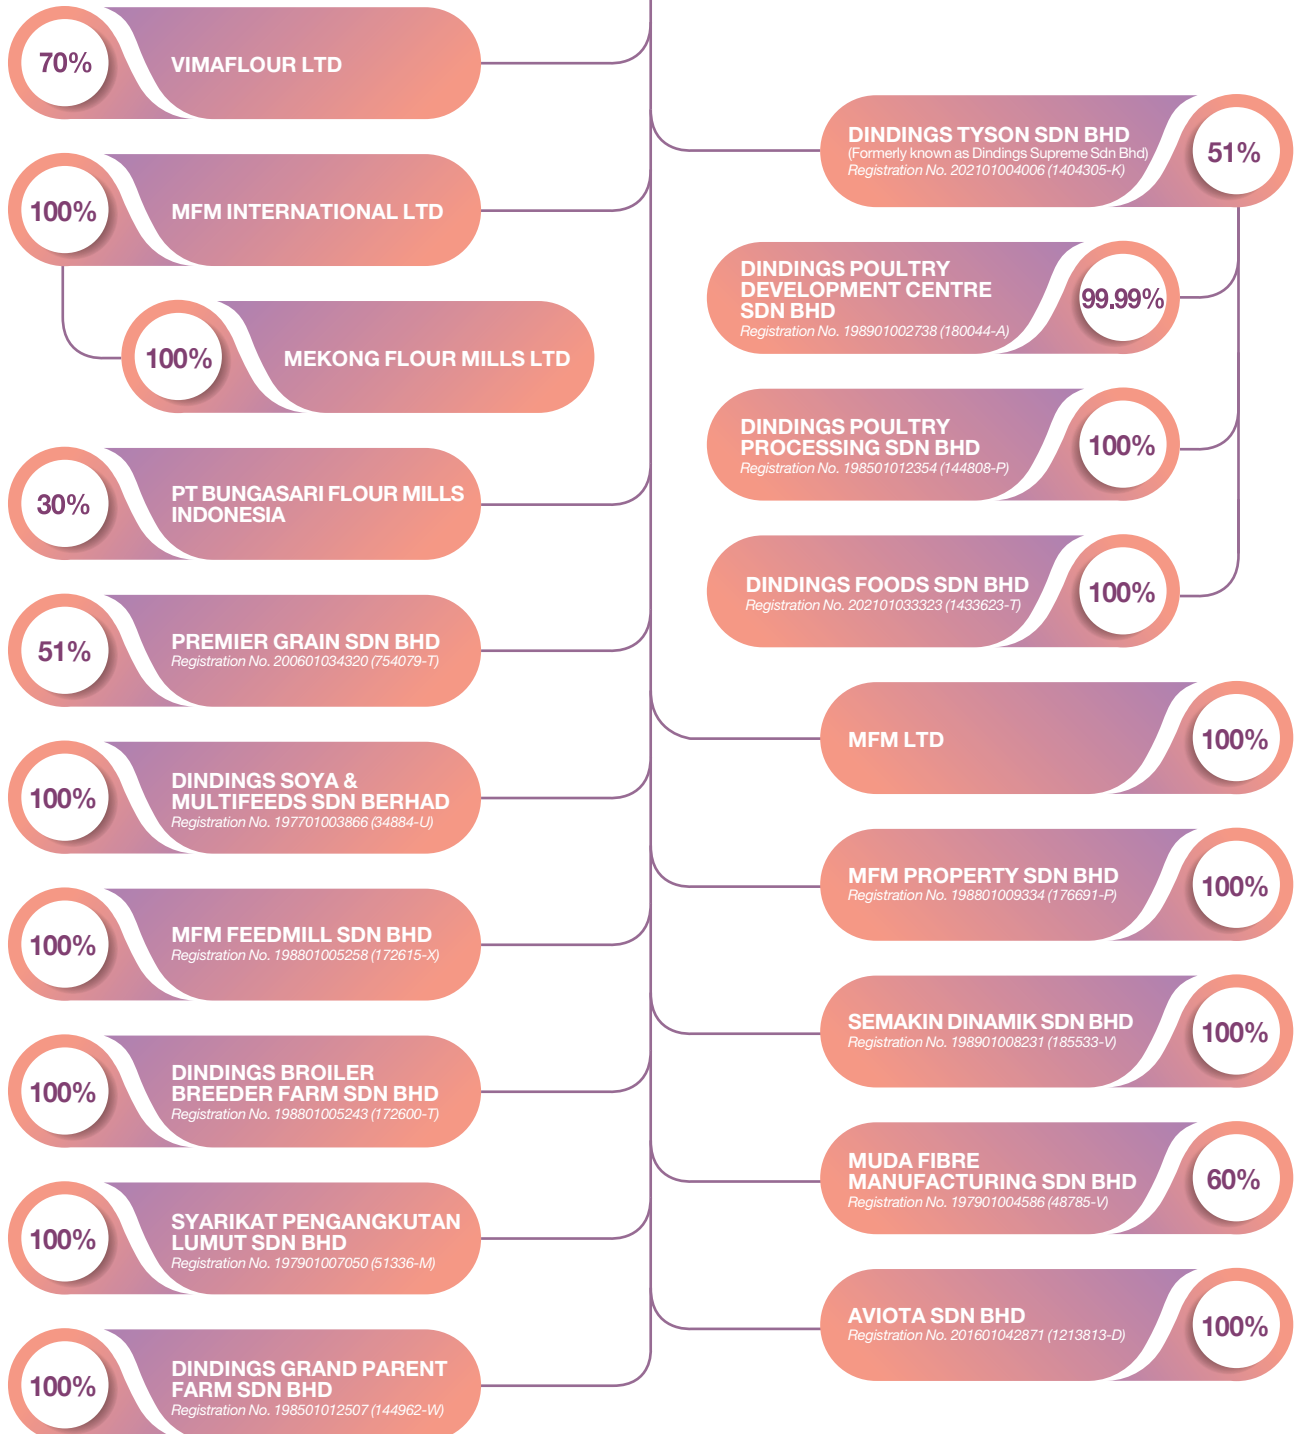 70%
VIMAFLOUR LTD
100%
MFM INTERNATIONAL LTD
100%
MEKONG FLOUR MILLS LTD
30%
PT BUNGASARI FLOUR MILLS
INDONESIA
51%
PREMIER GRAIN SDN BHD
Registration No. 200601034320 (754079-T)
100%
DINDINGS SOYA &
MULTIFEEDS SDN BERHAD
Registration No. 197701003866 (34884-U)
100%
MFM FEEDMILL SDN BHD
Registration No. 198801005258 (172615-X)
100%
DINDINGS BROILER
BREEDER FARM SDN BHD
Registration No. 198801005243 (172600-T)
100%
SYARIKAT PENGANGKUTAN
LUMUT SDN BHD
Registration No. 197901007050 (51336-M)
100%
DINDINGS GRAND PARENT
FARM SDN BHD
Registration No. 198501012507 (144962-W)
DINDINGS TYSON SDN BHD
(Formerly known as Dindings Supreme Sdn Bhd)
Registration No. 202101004006 (1404305-K)
51%
DINDINGS POULTRY
DEVELOPMENT CENTRE
SDN BHD
Registration No. 198901002738 (180044-A)
99.99%
DINDINGS POULTRY
PROCESSING SDN BHD
Registration No. 198501012354 (144808-P)
100%
DINDINGS FOODS SDN BHD
Registration No. 202101033323 (1433623-T)
100%
MFM LTD
100%
MFM PROPERTY SDN BHD
Registration No. 198801009334 (176691-P)
100%
SEMAKIN DINAMIK SDN BHD
Registration No. 198901008231 (185533-V)
100%
MUDA FIBRE
MANUFACTURING SDN BHD
Registration No. 197901004586 (48785-V)
60%
AVIOTA SDN BHD
Registration No. 201601042871 (1213813-D)
100%